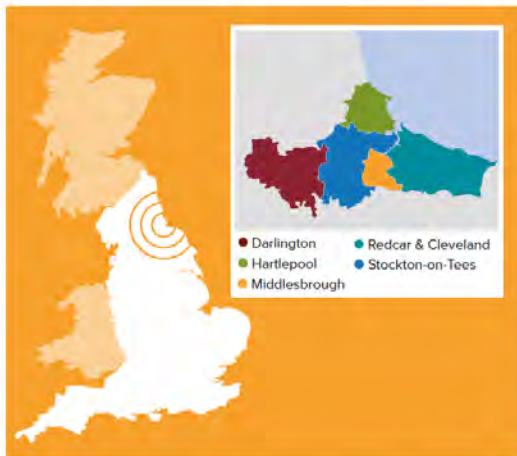 Darlington
Redcar & Cleveland
Hartlepool
Stockton-on-Tees
Middlesbrough